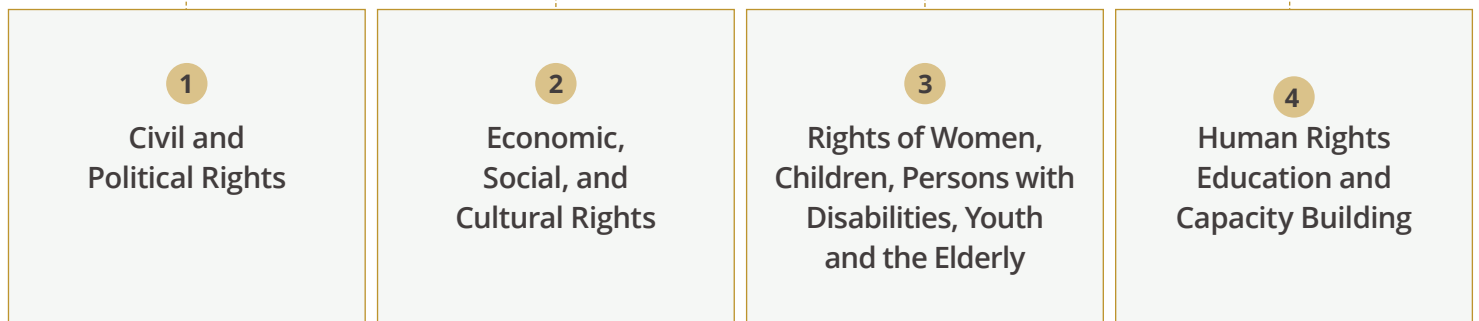 1
Civil and
Political Rights
2
Economic,
Social, and
Cultural Rights
3
Rights of Women,
Children, Persons with
Disabilities, Youth
and the Elderly
4
Human Rights
Education and
Capacity Building